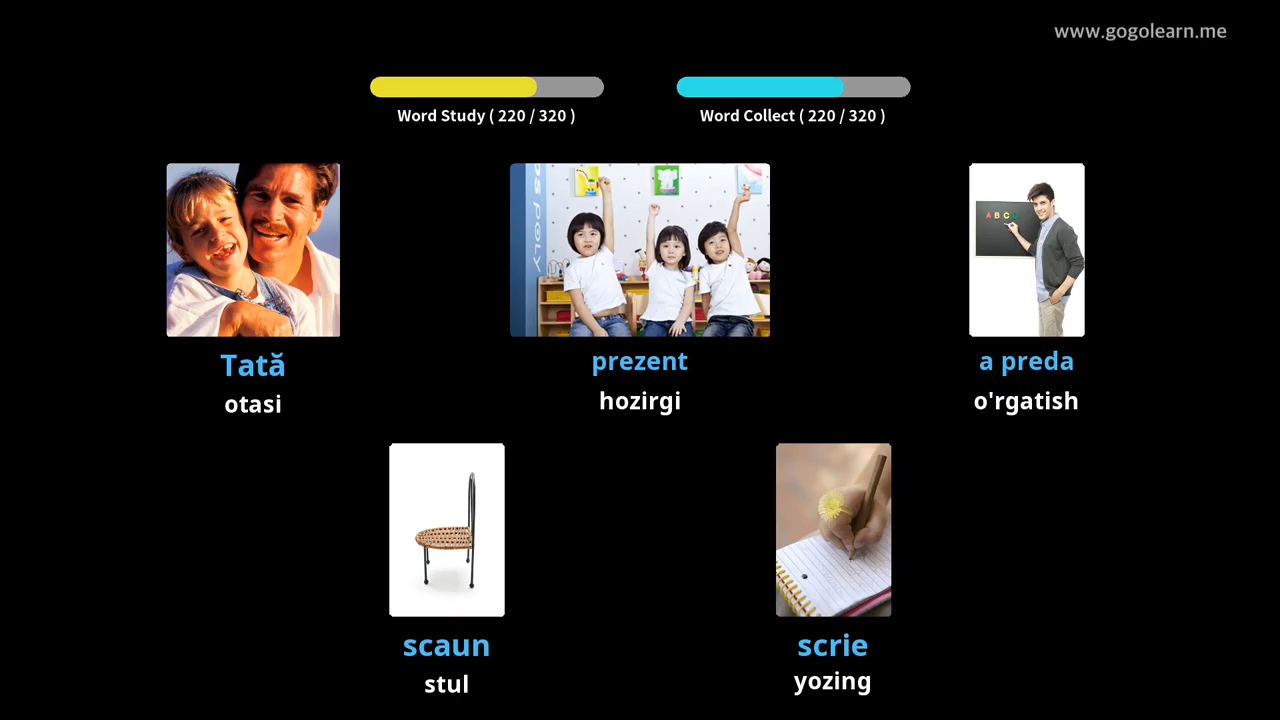 www.gogolearn.me
Word Study ( 220 / 320 )
Word Collect ( 220 / 320 )
Tată
otasi
prezent
hozirgi
A B C
a preda
o'rgatish
scaun
stul
scrie
yozing